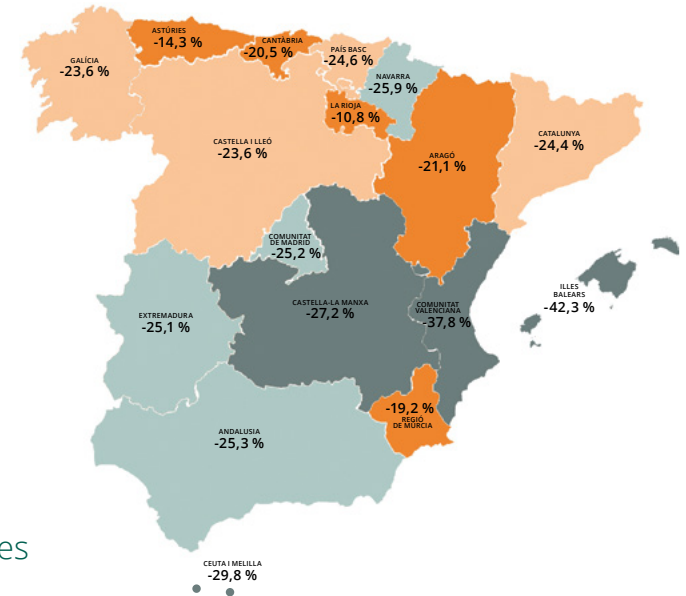 ASTÚRIES
-14,3 %
CANTÀBRIA
-20,5 %
PAÍS BASC
-24,6 %
GALÍCIA
-23,6 %
NAVARRA
-25,9 %
LA RIOJA
-10,8 %
CASTELLA I LLEÓ
-23,6 %
ARAGÓ
-21,1 %
CATALUNYA
-24,4 %
COMUNITAT
DE MADRID
-25,2 %
ILLES
BALEARS
-42,3 %
CASTELLA-LA MANXA
-27,2 %
COMUNITAT
VALENCIANA
-37,8 %
EXTREMADURA
-25,1 %
-19,2 %
REGIÓ
DE MÚRCIA
ANDALUSIA
-25,3 %
es
CEUTA I MELILLA
-29,8 %